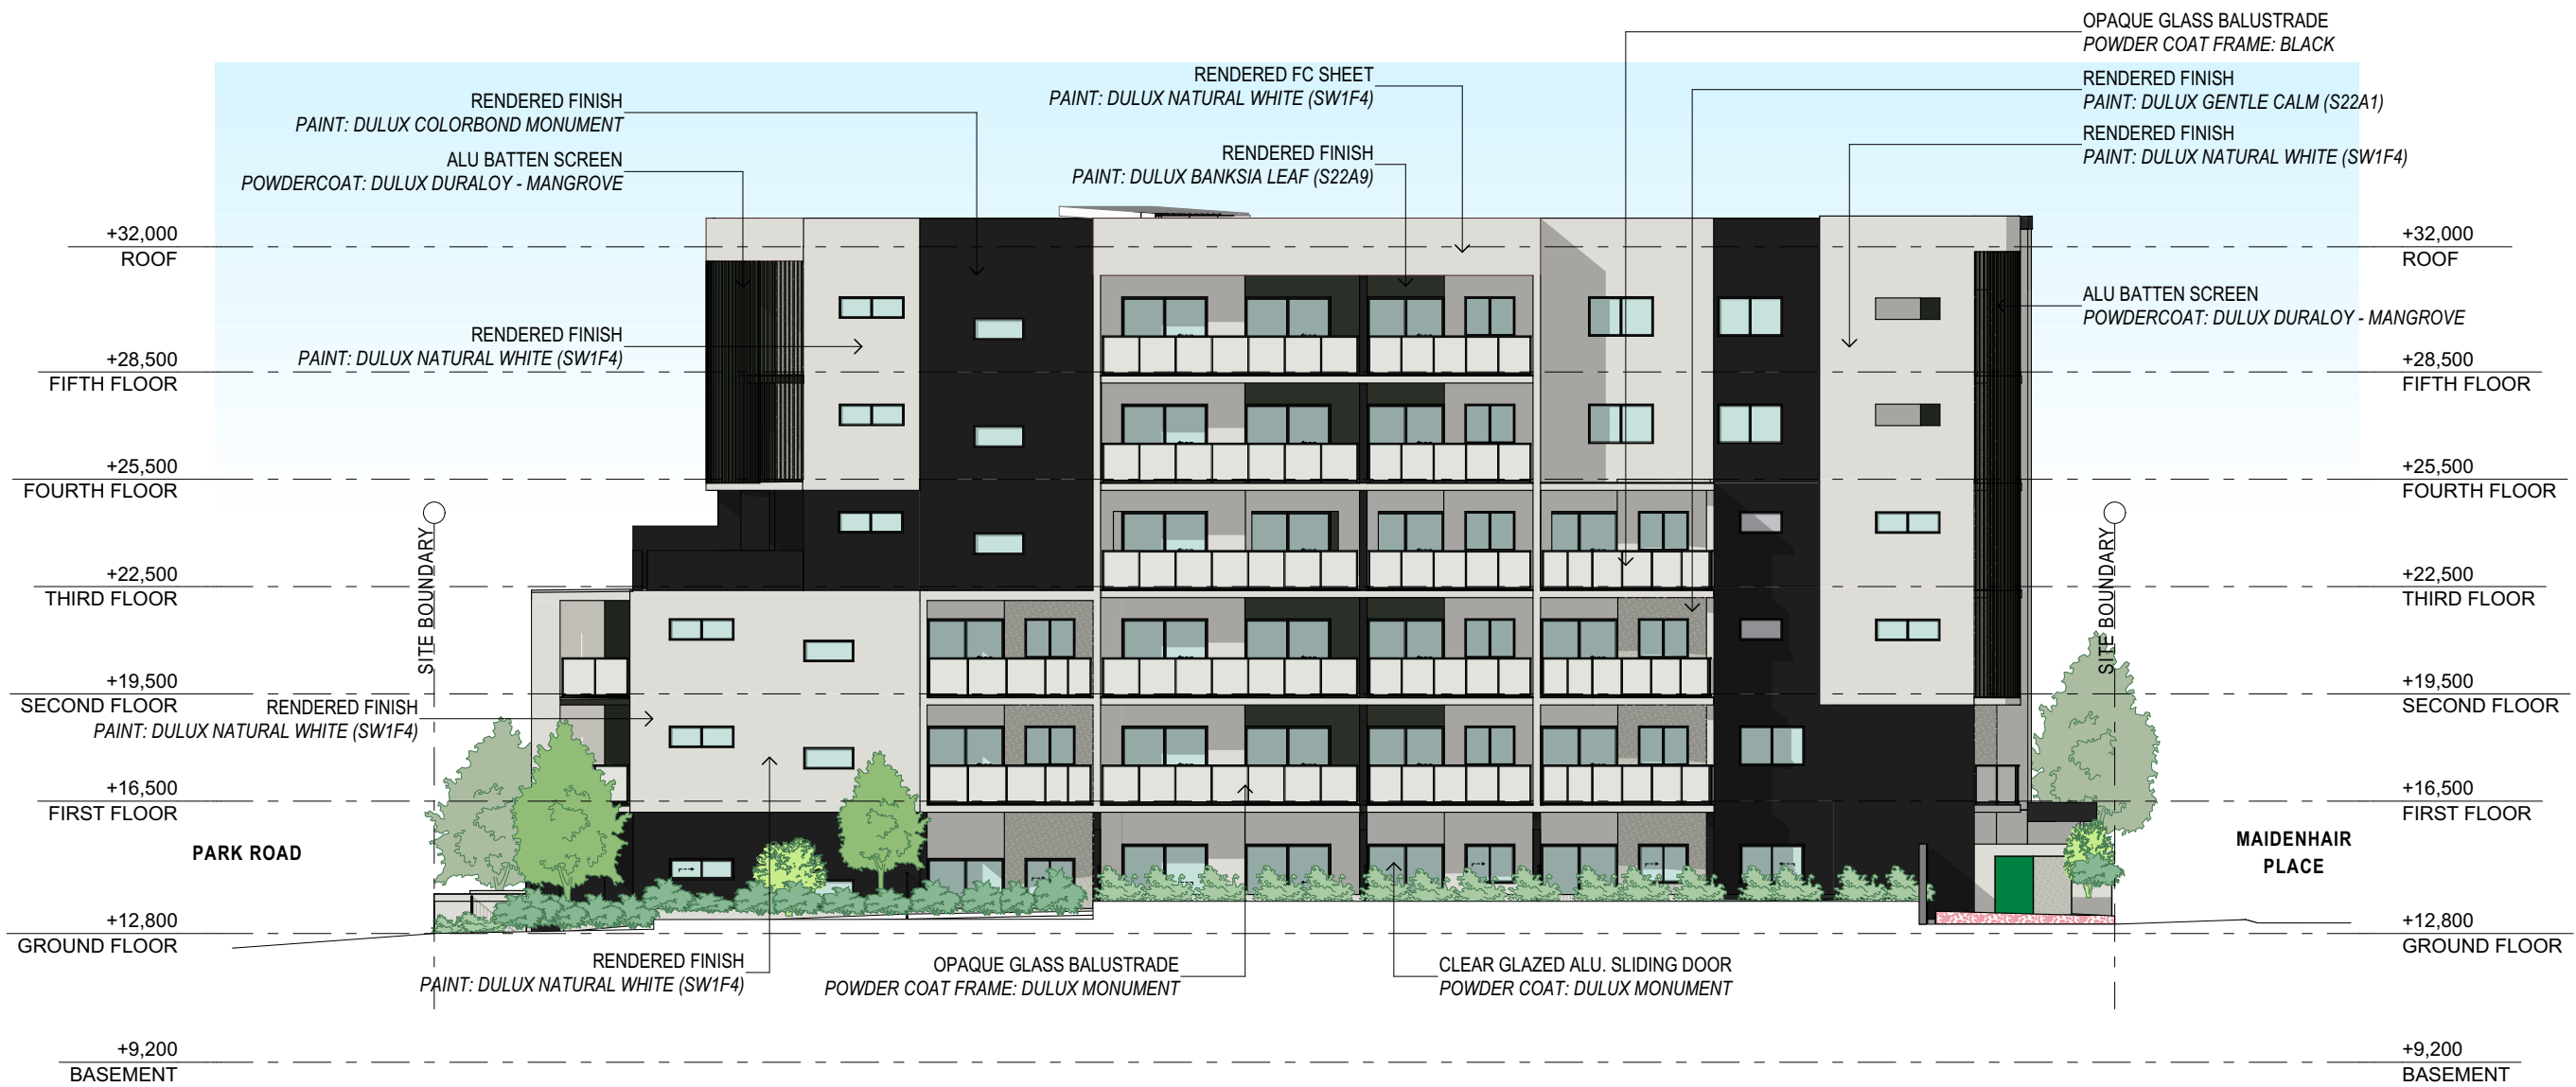 OPAQUE GLASS BALUSTRADE
POWDER COAT FRAME: BLACK
RENDERED FC SHEET
PAINT: DULUX NATURAL WHITE (SW1F4)
RENDERED FINISH
PAINT: DULUX GENTLE CALM (S22A1)
RENDERED FINISH
PAINT: DULUX COLORBOND MONUMENT
RENDERED FINISH
PAINT: DULUX NATURAL WHITE (SW1F4)
ALU BATTEN SCREEN
POWDERCOAT: DULUX DURALOY - MANGROVE
RENDERED FINISH
PAINT: DULUX BANKSIA LEAF (S22A9)
+32,000
ROOF
+32,000
ROOF
ALU BATTEN SCREEN
POWDERCOAT: DULUX DURALOY - MANGROVE
RENDERED FINISH
PAINT: DULUX NATURAL WHITE (SW1F4)
+28,500
FIFTH FLOOR
+28,500
FIFTH FLOOR
+25,500
FOURTH FLOOR
+25,500
FOURTH FLOOR
SITE BOUNDARY
SITE BOUNDARY
+22,500
THIRD FLOOR
+22,500
THIRD FLOOR
+19,500
SECOND FLOOR
+19,500
SECOND FLOOR
RENDERED FINISH
PAINT: DULUX NATURAL WHITE (SW1F4)
+16,500
FIRST FLOOR
+16,500
FIRST FLOOR
PARK ROAD
MAIDENHAIR
PLACE
+12,800
GROUND FLOOR
+12,800
GROUND FLOOR
RENDERED FINISH
PAINT: DULUX NATURAL WHITE (SW1F4)
OPAQUE GLASS BALUSTRADE
POWDER COAT FRAME: DULUX MONUMENT
CLEAR GLAZED ALU. SLIDING DOOR
POWDER COAT: DULUX MONUMENT
+9,200
BASEMENT
+9,200
BASEMENT